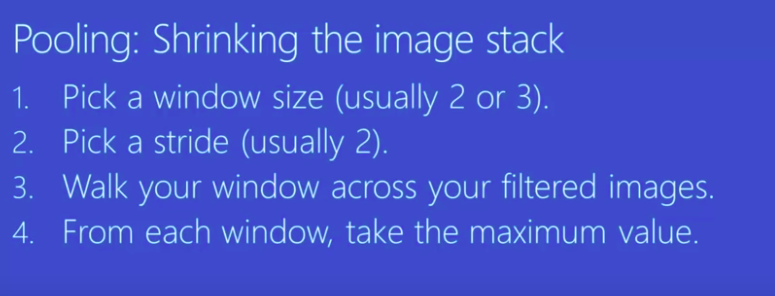 Pooling: Shrinking the image stack
1. Pick a window size (usually 2 or 3).
2. Pick a stride (usually 2).
3. Walk your window across your filtered images.
4. From each window, take the maximum value.